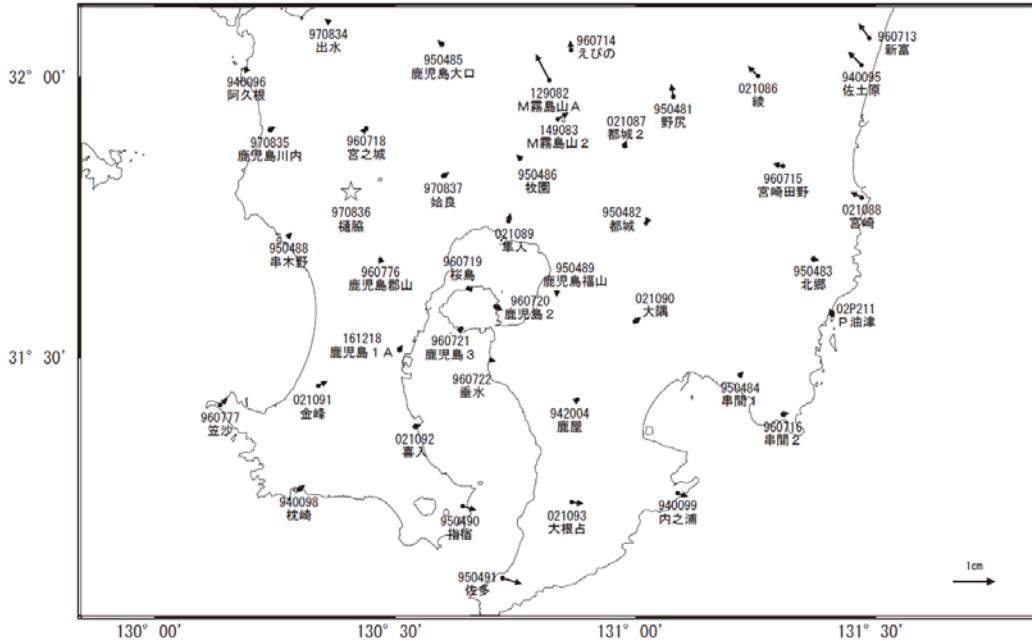 970834
出水
950485
鹿児島大口
960714
えびの
960713
新富
32° 00'
940096
阿久根
129082
M霧島山A
021086
綾
940095
佐土原
950481
野尻
021087
都城2
149083
M霧島山2
970835
鹿児島川内
960718
宮之城
950486
牧園
960715
宮崎田野
970837
姶良
970836
樋脇
950482
都城
021088
宮崎
021089
隼人
950488
串木野
960776
鹿児島郡山
960719
桜島
950489
鹿児島福山
950483
北郷
960720
鹿児島2
021090
大隅
02P211
P油津
161218
鹿児島1A
960721
鹿児島3
31° 30'
960722
垂水
950484
串間1
021091
金峰
960777
笠沙
942004
鹿屋
960716
串間2
021092
喜入
940098
枕崎
950490
指宿
021093
大根占
940099
内之浦
950491
佐多
1cm
130° 00'
130° 30'
131° 00'
131° 30'